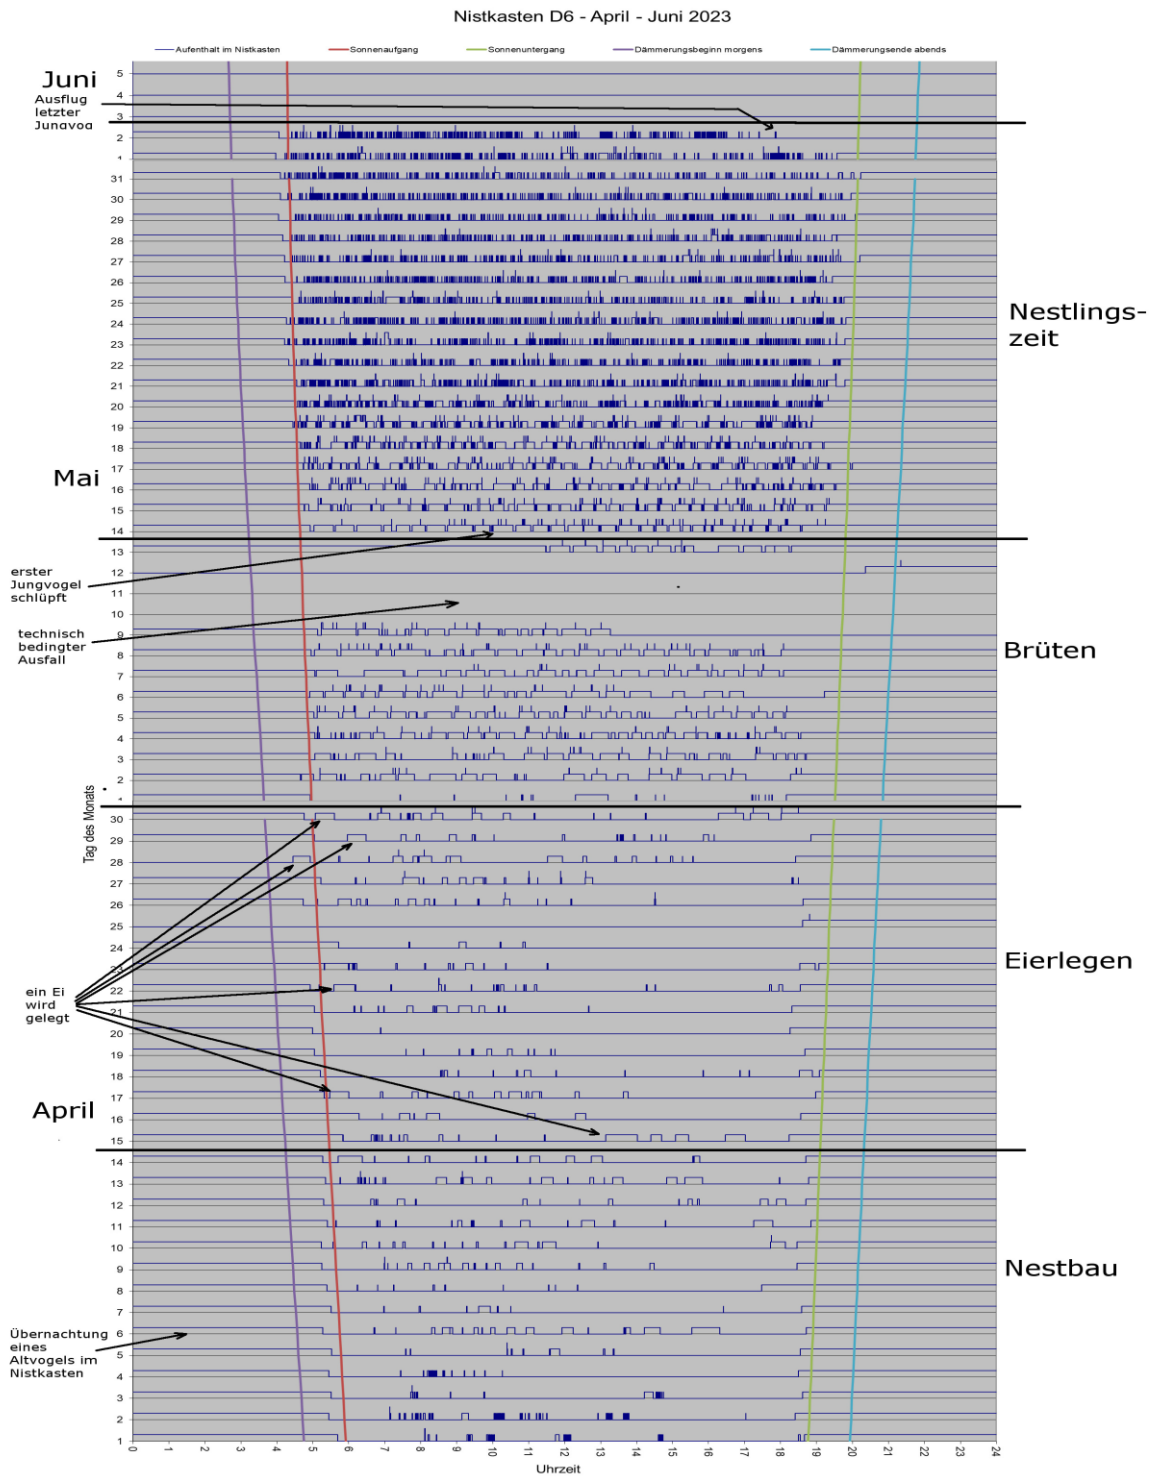 Nistkasten D6 - April - Juni 2023
Aufenthalt im Nistkasten Sonnenaufgang Sonnenuntergang Dämmerungsbeginn morgens Dämmerungsende abends
Juni
Ausflug
letzter
Jungvog
5
4
3
2
1
31
30
29
28
27
26
25
24
23
22
21
20
19
18
17
16
15
14
Nestlings-
zeit
Mai
13
12
11
10
9
8
7
6
5
4
3
2
1
erster
Jungvogel
schlüpft
technisch
bedingter
Ausfall
Brüten
Tag des Monats
30
29
28
27
26
25
24
23
22
21
20
19
18
17
16
15
Eierlegen
ein Ei
wird
gelegt
April
14
13
12
11
10
9
8
7
6
5
4
3
2
1
Nestbau
Übernachtung
eines
Altvogels im
Nistkasten
0 1 2 3 4 5 6 7 8 9 10 11 12 13 14 15 16 17 18 19 20 21 22 23 24
Uhrzeit